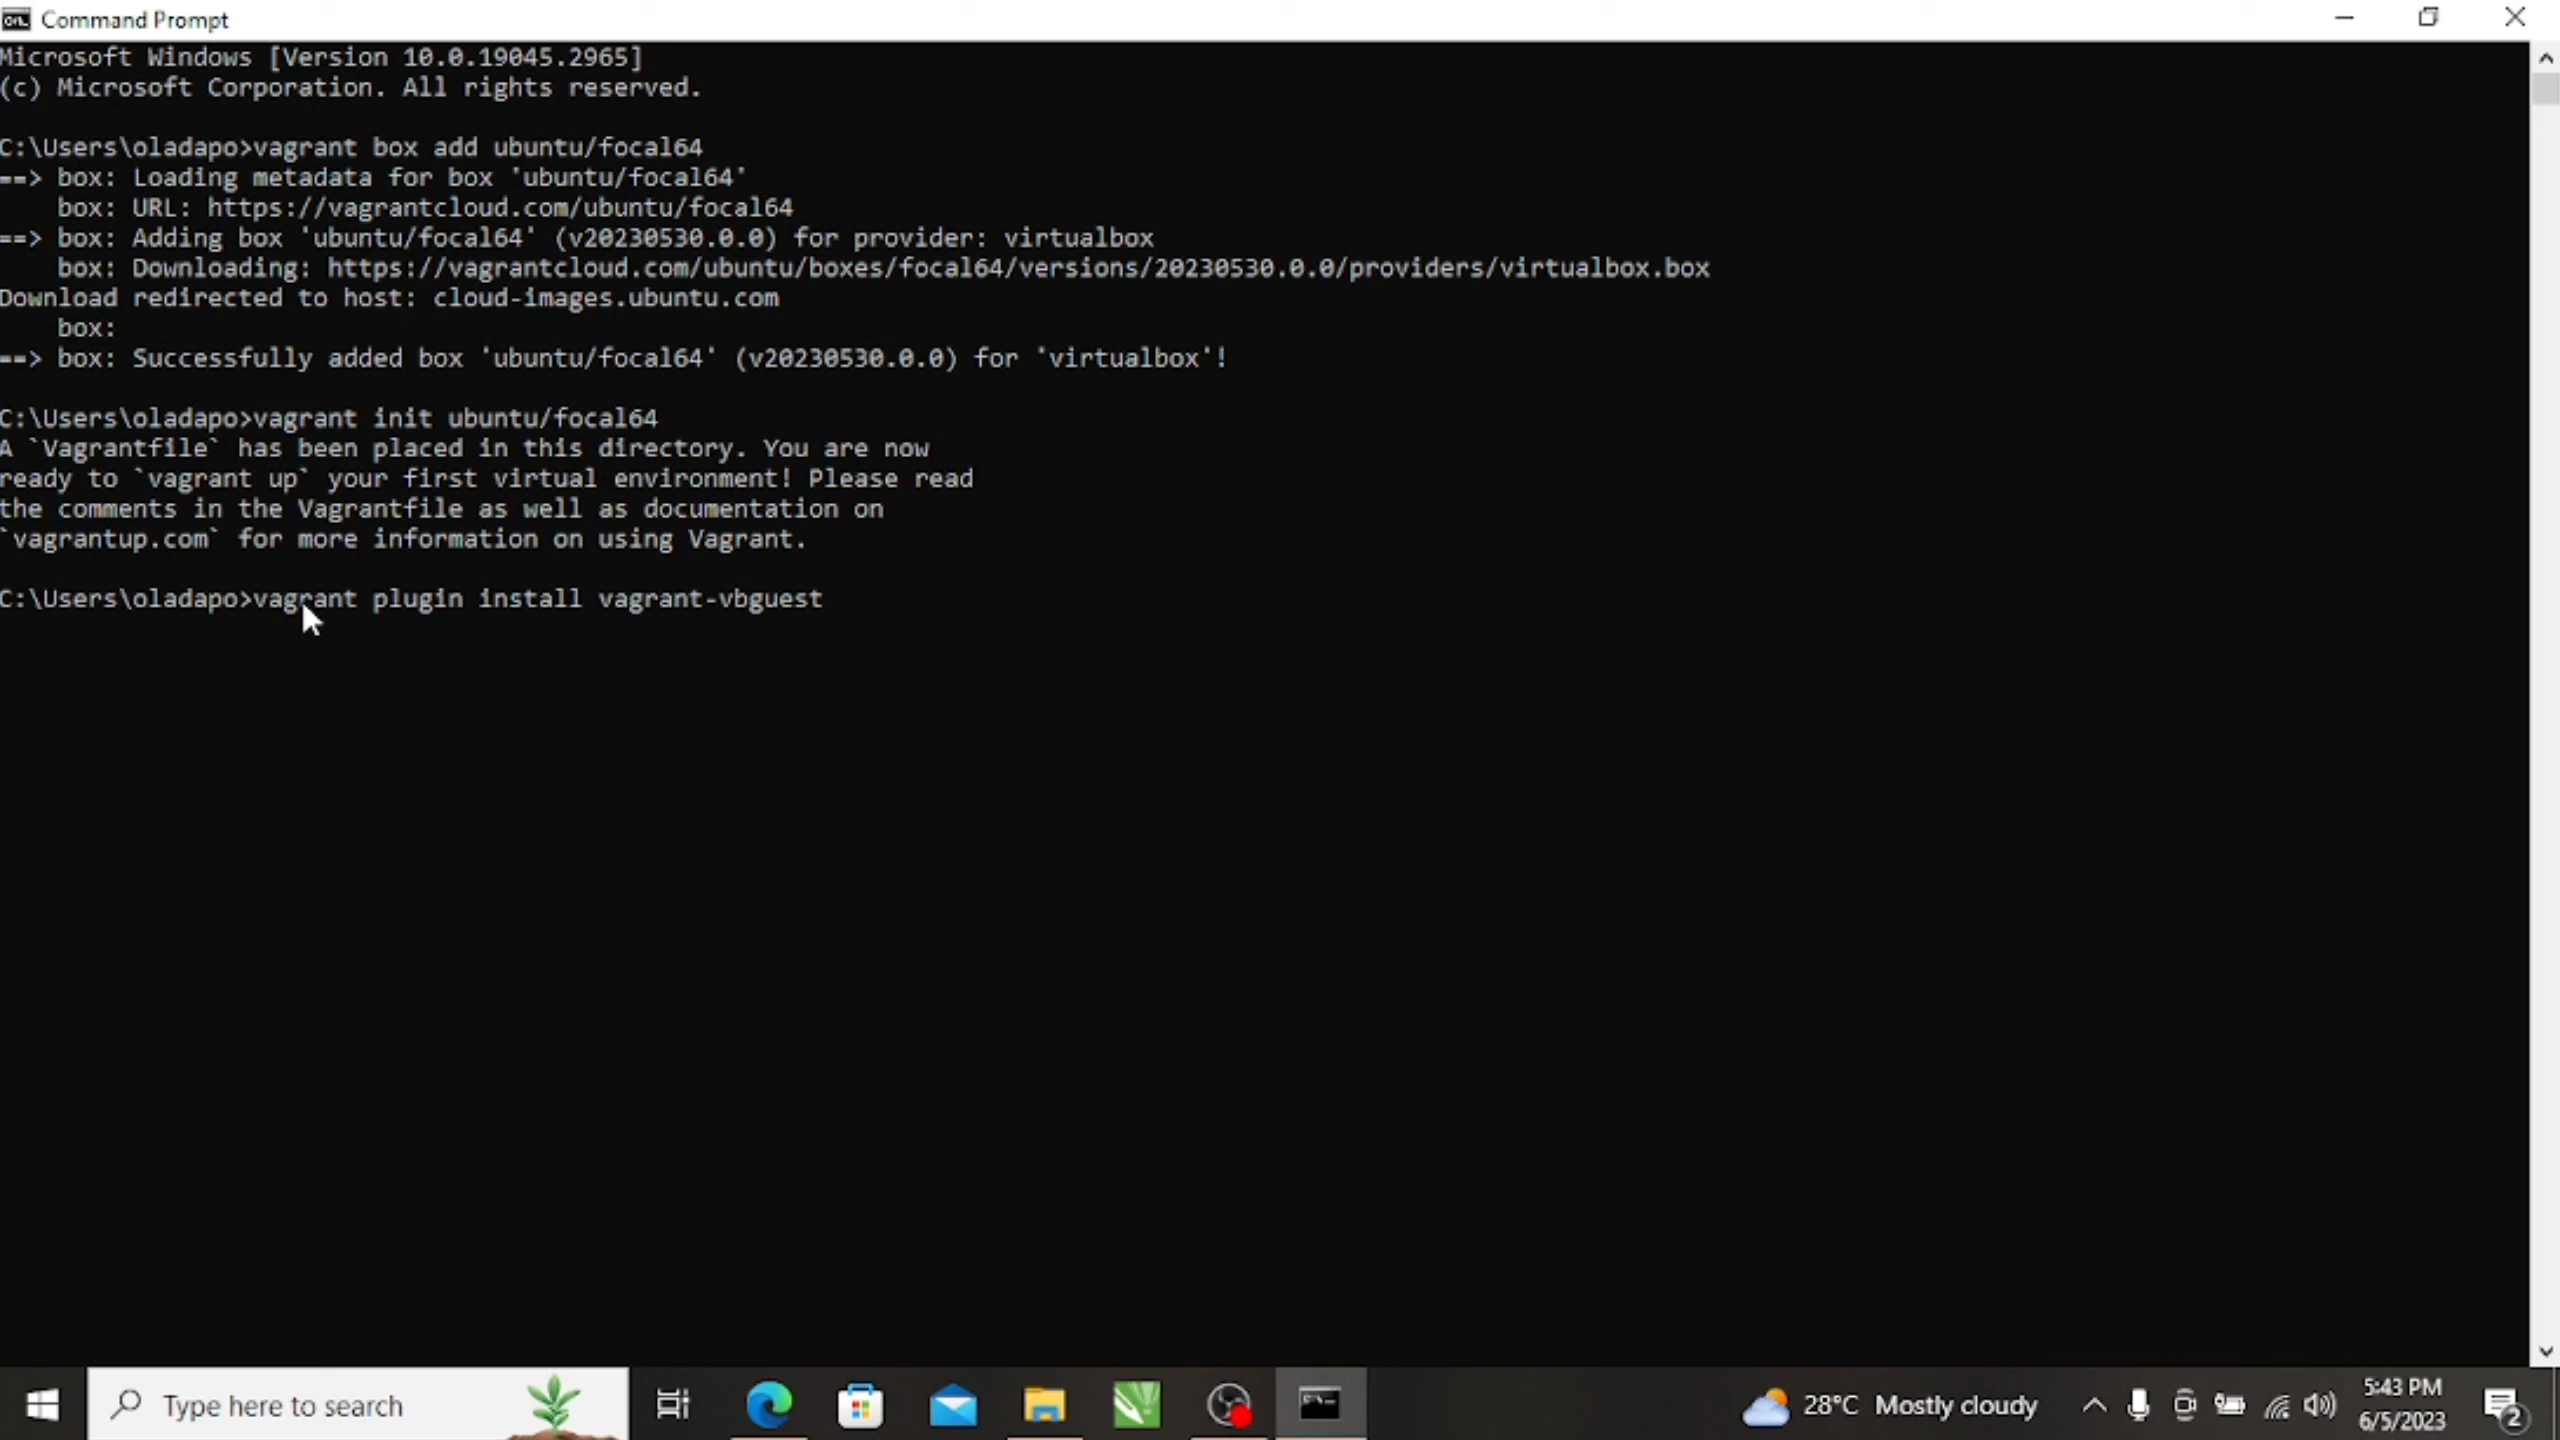 Command Prompt
Microsoft Windows [Version 10.0.19045.2965]
(c) Microsoft Corporation. All rights reserved.
C:\Users\oladapo>vagrant box add ubuntu/focal64
==> box: Loading metadata for box 'ubuntu/focal64'
box: URL: https://vagrantcloud.com/ubuntu/focal64
==> box: Adding box 'ubuntu/focal64' (v20230530.0.0) for provider: virtualbox
box: Downloading: https://vagrantcloud.com/ubuntu/boxes/focal64/versions/20230530.0.0/providers/virtualbox.box
Download redirected to host: cloud-images.ubuntu.com
box:
==> box: Successfully added box 'ubuntu/focal64' (v20230530.0.0) for 'virtualbox'!
C:\Users\oladapo>vagrant init ubuntu/focal64
A `Vagrantfile` has been placed in this directory. You are now
ready to `vagrant up` your first virtual environment! Please read
the comments in the Vagrantfile as well as documentation on
`vagrantup.com` for more information on using Vagrant.
C:\Users\oladapo>vagrant plugin install vagrant-vbguest
Type here to search
28°C Mostly cloudy
5:43 PM
6/5/2023
2